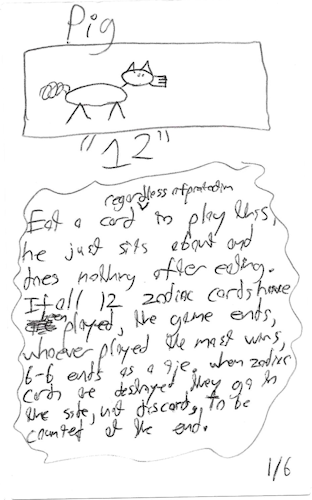 Pig
"12"
regardless of protection
Eat a card in play thss,
he just sits about and
does nothing after eating.
If all 12 zodiac cards have
been played, the game ends,
whoever played the most wins,
6-6 ends as a tie. when zodiac
cards are destroyed they go to
the side, not discard, to be
counted at the end.
1/6